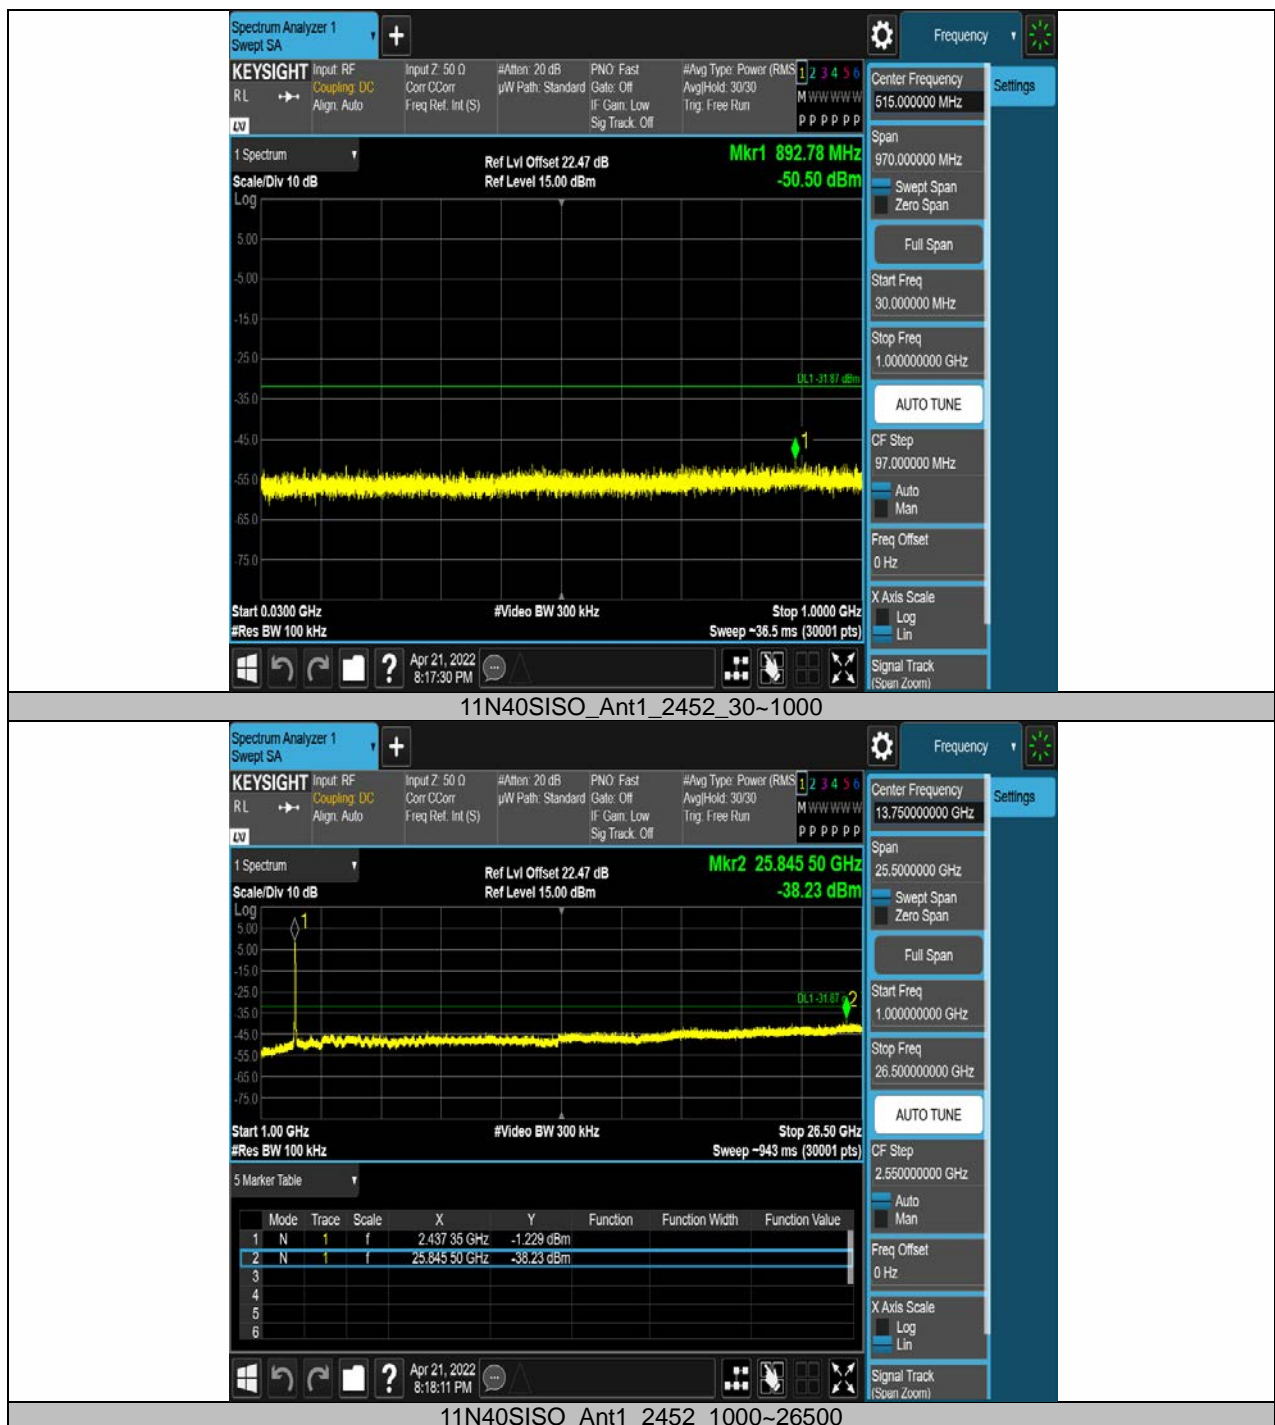 Spectrum Analyzer 1
Swept SA
Frequency
KEYSIGHT
RL
LXI
Input: RF
Coupling: DC
Align: Auto
Input Z: 50 Ω
Corr CCorr
Freq Ref: Int (S)
#Atten: 20 dB
µW Path: Standard
PNO: Fast
Gate: Off
IF Gain: Low
Sig Track: Off
#Avg Type: Power (RMS
Avg|Hold: 30/30
Trig: Free Run
1 2 3 4 5 6
M W W W W W
P P P P P P
1 Spectrum
Scale/Div 10 dB
Log
Ref Lvl Offset 22.47 dB
Ref Level 15.00 dBm
Mkr1 892.78 MHz
-50.50 dBm
5.00
-5.00
-15.0
-25.0
DL1 -31.87 dBm
-35.0
-45.0
1
-55.0
-65.0
-75.0
Start 0.0300 GHz
#Res BW 100 kHz
#Video BW 300 kHz
Stop 1.0000 GHz
Sweep ~36.5 ms (30001 pts)
Apr 21, 2022
8:17:30 PM
Center Frequency
515.000000 MHz
Settings
Span
970.000000 MHz
Swept Span
Zero Span
Full Span
Start Freq
30.000000 MHz
Stop Freq
1.000000000 GHz
AUTO TUNE
CF Step
97.000000 MHz
Auto
Man
Freq Offset
0 Hz
X Axis Scale
Log
Lin
Signal Track
(Span Zoom)
11N40SISO_Ant1_2452_30~1000
Spectrum Analyzer 1
Swept SA
Frequency
KEYSIGHT
RL
LXI
Input: RF
Coupling: DC
Align: Auto
Input Z: 50 Ω
Corr CCorr
Freq Ref: Int (S)
#Atten: 20 dB
µW Path: Standard
PNO: Fast
Gate: Off
IF Gain: Low
Sig Track: Off
#Avg Type: Power (RMS
Avg|Hold: 30/30
Trig: Free Run
1 2 3 4 5 6
M W W W W W
P P P P P P
1 Spectrum
Scale/Div 10 dB
Log
Ref Lvl Offset 22.47 dB
Ref Level 15.00 dBm
Mkr2 25.845 50 GHz
-38.23 dBm
1
5.00
-5.00
-15.0
-25.0
DL1 -31.87
2
-35.0
-45.0
-55.0
-65.0
-75.0
Start 1.00 GHz
#Res BW 100 kHz
#Video BW 300 kHz
Stop 26.50 GHz
Sweep ~943 ms (30001 pts)
5 Marker Table
Mode Trace Scale X Y Function Function Width Function Value
1 N 1 f 2.437 35 GHz -1.229 dBm
2 N 1 f 25.845 50 GHz -38.23 dBm
3
4
5
6
Apr 21, 2022
8:18:11 PM
Center Frequency
13.750000000 GHz
Settings
Span
25.5000000 GHz
Swept Span
Zero Span
Full Span
Start Freq
1.000000000 GHz
Stop Freq
26.500000000 GHz
AUTO TUNE
CF Step
2.550000000 GHz
Auto
Man
Freq Offset
0 Hz
X Axis Scale
Log
Lin
Signal Track
(Span Zoom)
11N40SISO_Ant1_2452_1000~26500